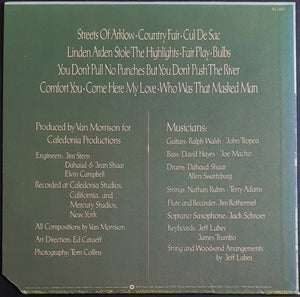 Streets Of Arklow · Country Fair · Cul De Sac
Linden Arden Stole The Highlights · Fair Play · Bulbs
You Don't Pull No Punches But You Don't Push The River
Comfort You · Come Here My Love · Who Was That Masked Man
Produced by Van Morrison for
Caledonia Productions
Engineers: Jim Stern
Dahaud & Jean Shaar
Elvin Campbell
Recorded at Caledonia Studios,
California, and
Mercury Studios,
New York
All Compositions by Van Morrison
Art Direction: Ed Caraeff
Photography: Tom Collins
Musicians:
Guitars: Ralph Walsh · John Tropea
Bass: David Hayes · Joe Macho
Drums: Dahaud Shaar
Allen Swartzburg
Strings: Nathan Rubin · Terry Adams
Flute and Recorder: Jim Rothermel
Soprano Saxophone: Jack Schroer
Keyboards: Jeff Labes
James Trumbo
String and Woodwind Arrangements
by Jeff Labes